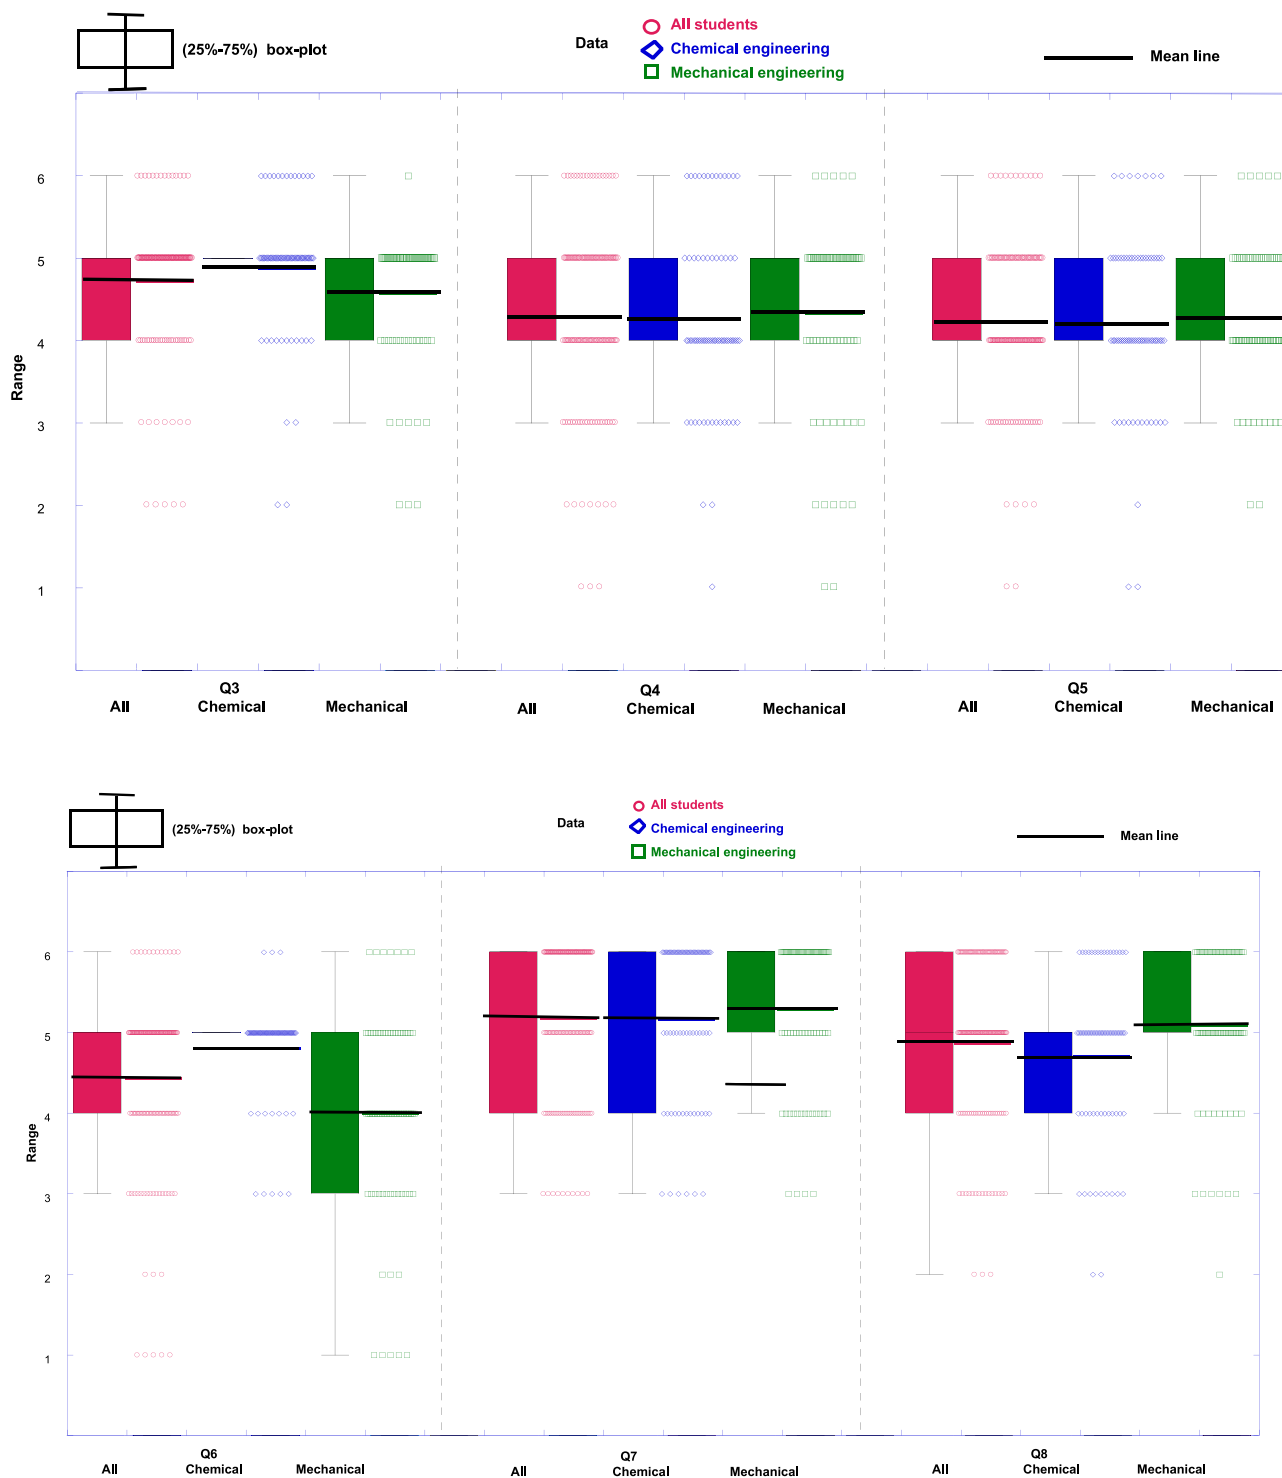 (25%-75%) box-plot
Data
All students
Chemical engineering
Mechanical engineering
Mean line
Range
6
5
4
3
2
1
Q3
All Chemical Mechanical
Q4
All Chemical Mechanical
Q5
All Chemical Mechanical
(25%-75%) box-plot
Data
All students
Chemical engineering
Mechanical engineering
Mean line
Range
6
5
4
3
2
1
Q6
All Chemical Mechanical
Q7
All Chemical Mechanical
Q8
All Chemical Mechanical